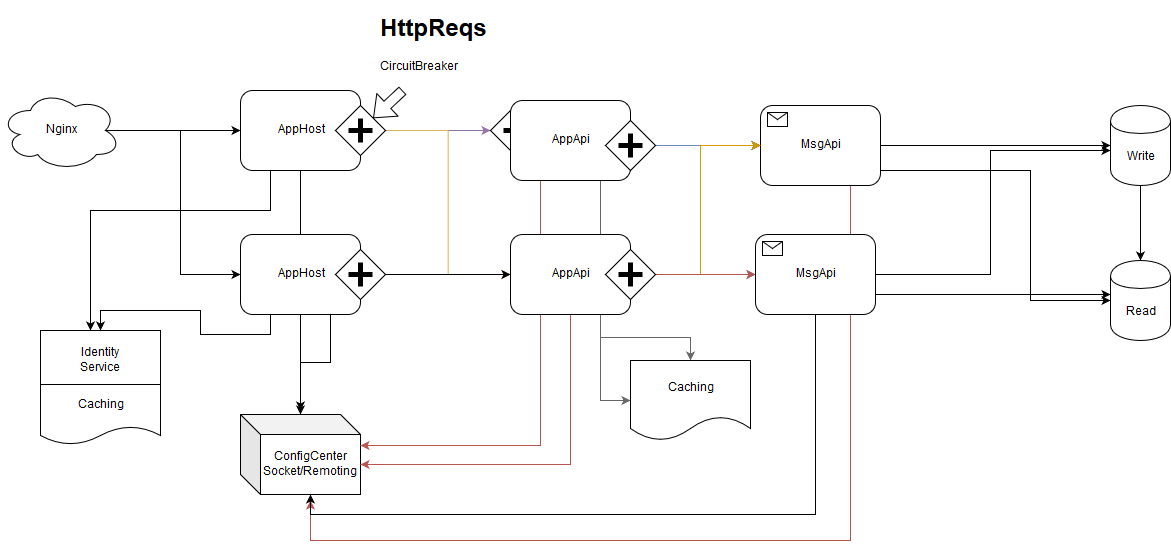 HttpReqs
CircuitBreaker
Nginx
AppHost
AppApi
MsgApi
Write
AppHost
AppApi
MsgApi
Read
Identity
Service
Caching
Caching
ConfigCenter
Socket/Remoting